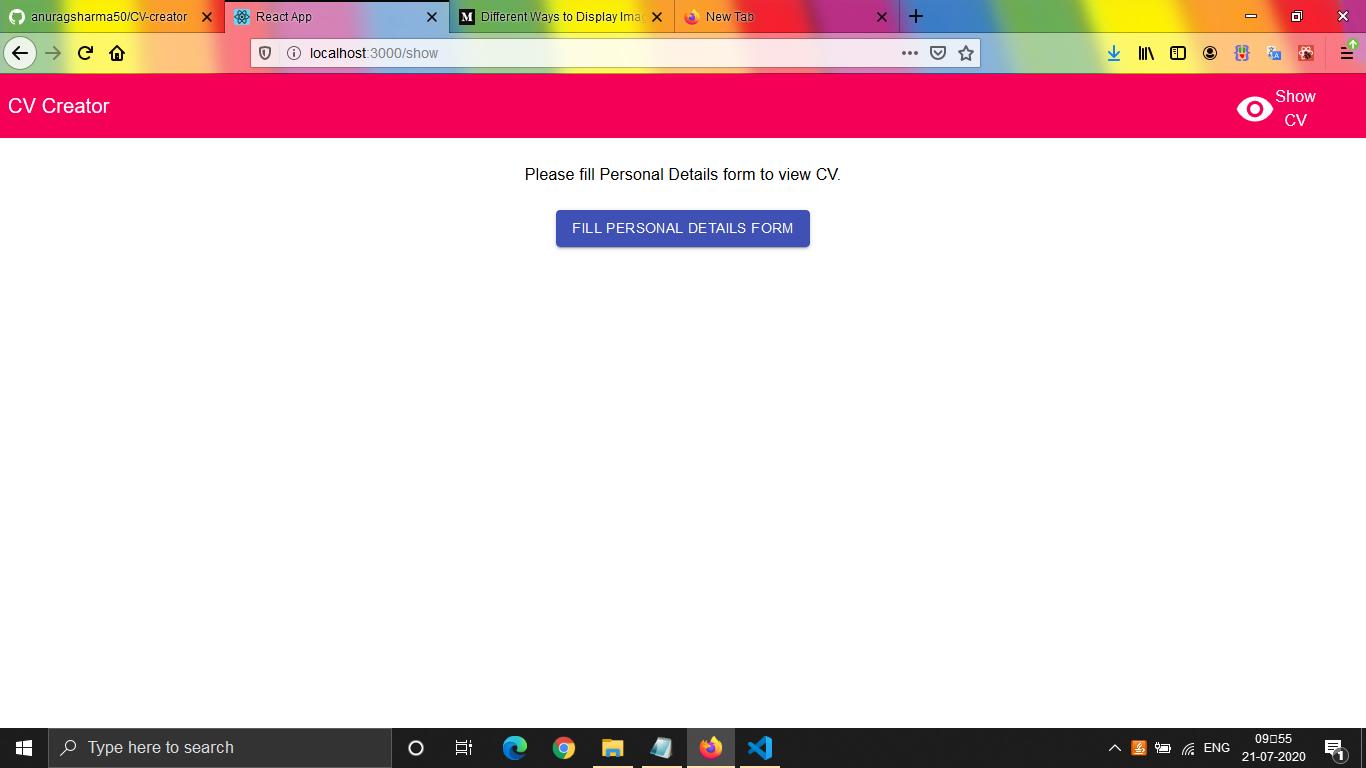 anuragsharma50/CV-creator
React App
Different Ways to Display Imag
New Tab
localhost:3000/show
CV Creator
Show
CV
Please fill Personal Details form to view CV.
FILL PERSONAL DETAILS FORM
Type here to search
ENG
09▯55
21-07-2020
1